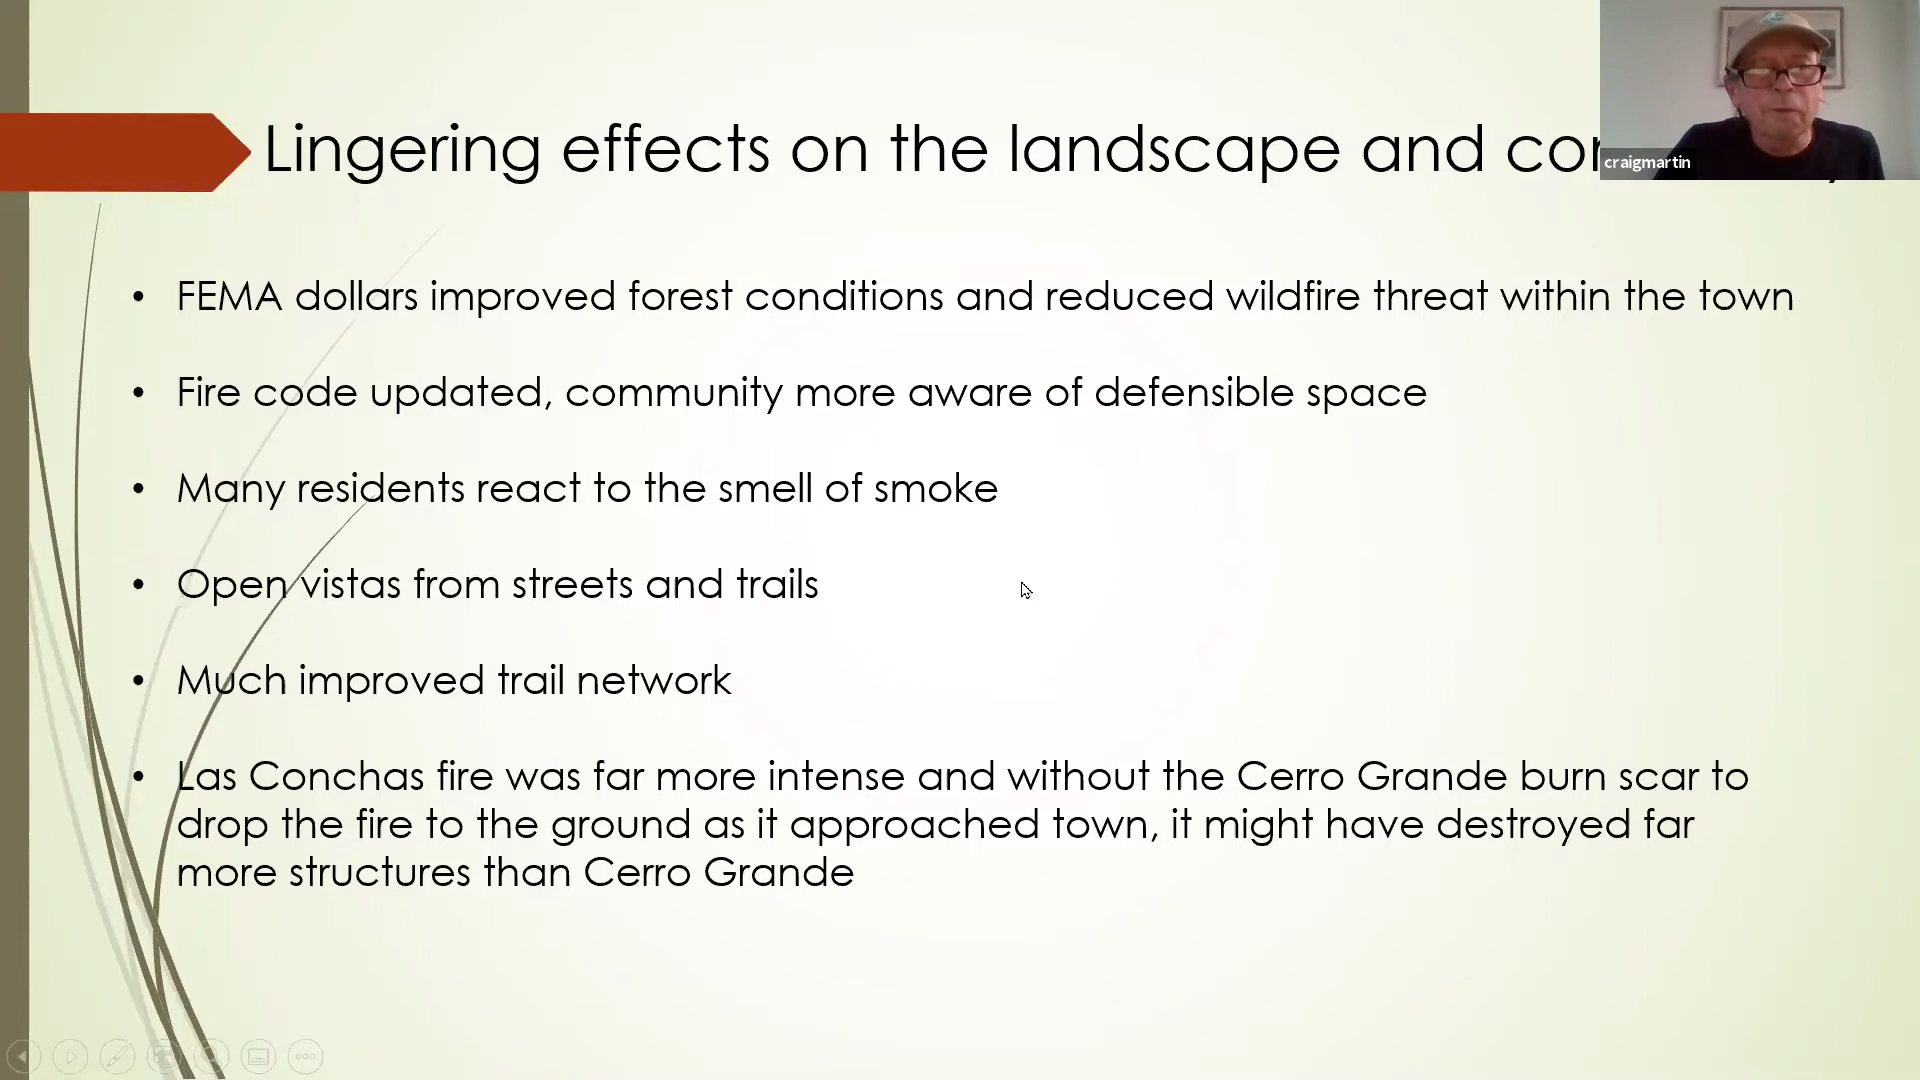 Lingering effects on the landscape and
craigmartin
• FEMA dollars improved forest conditions and reduced wildfire threat within the town
• Fire code updated, community more aware of defensible space
• Many residents react to the smell of smoke
• Open vistas from streets and trails
• Much improved trail network
• Las Conchas fire was far more intense and without the Cerro Grande burn scar to
drop the fire to the ground as it approached town, it might have destroyed far
more structures than Cerro Grande